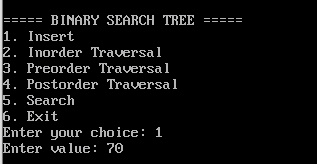 ===== BINARY SEARCH TREE =====
1. Insert
2. Inorder Traversal
3. Preorder Traversal
4. Postorder Traversal
5. Search
6. Exit
Enter your choice: 1
Enter value: 70